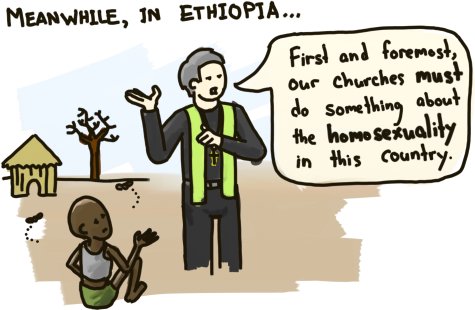 MEANWHILE, IN ETHIOPIA...
First and foremost,
our churches must
do something about
the homosexuality
in this country.